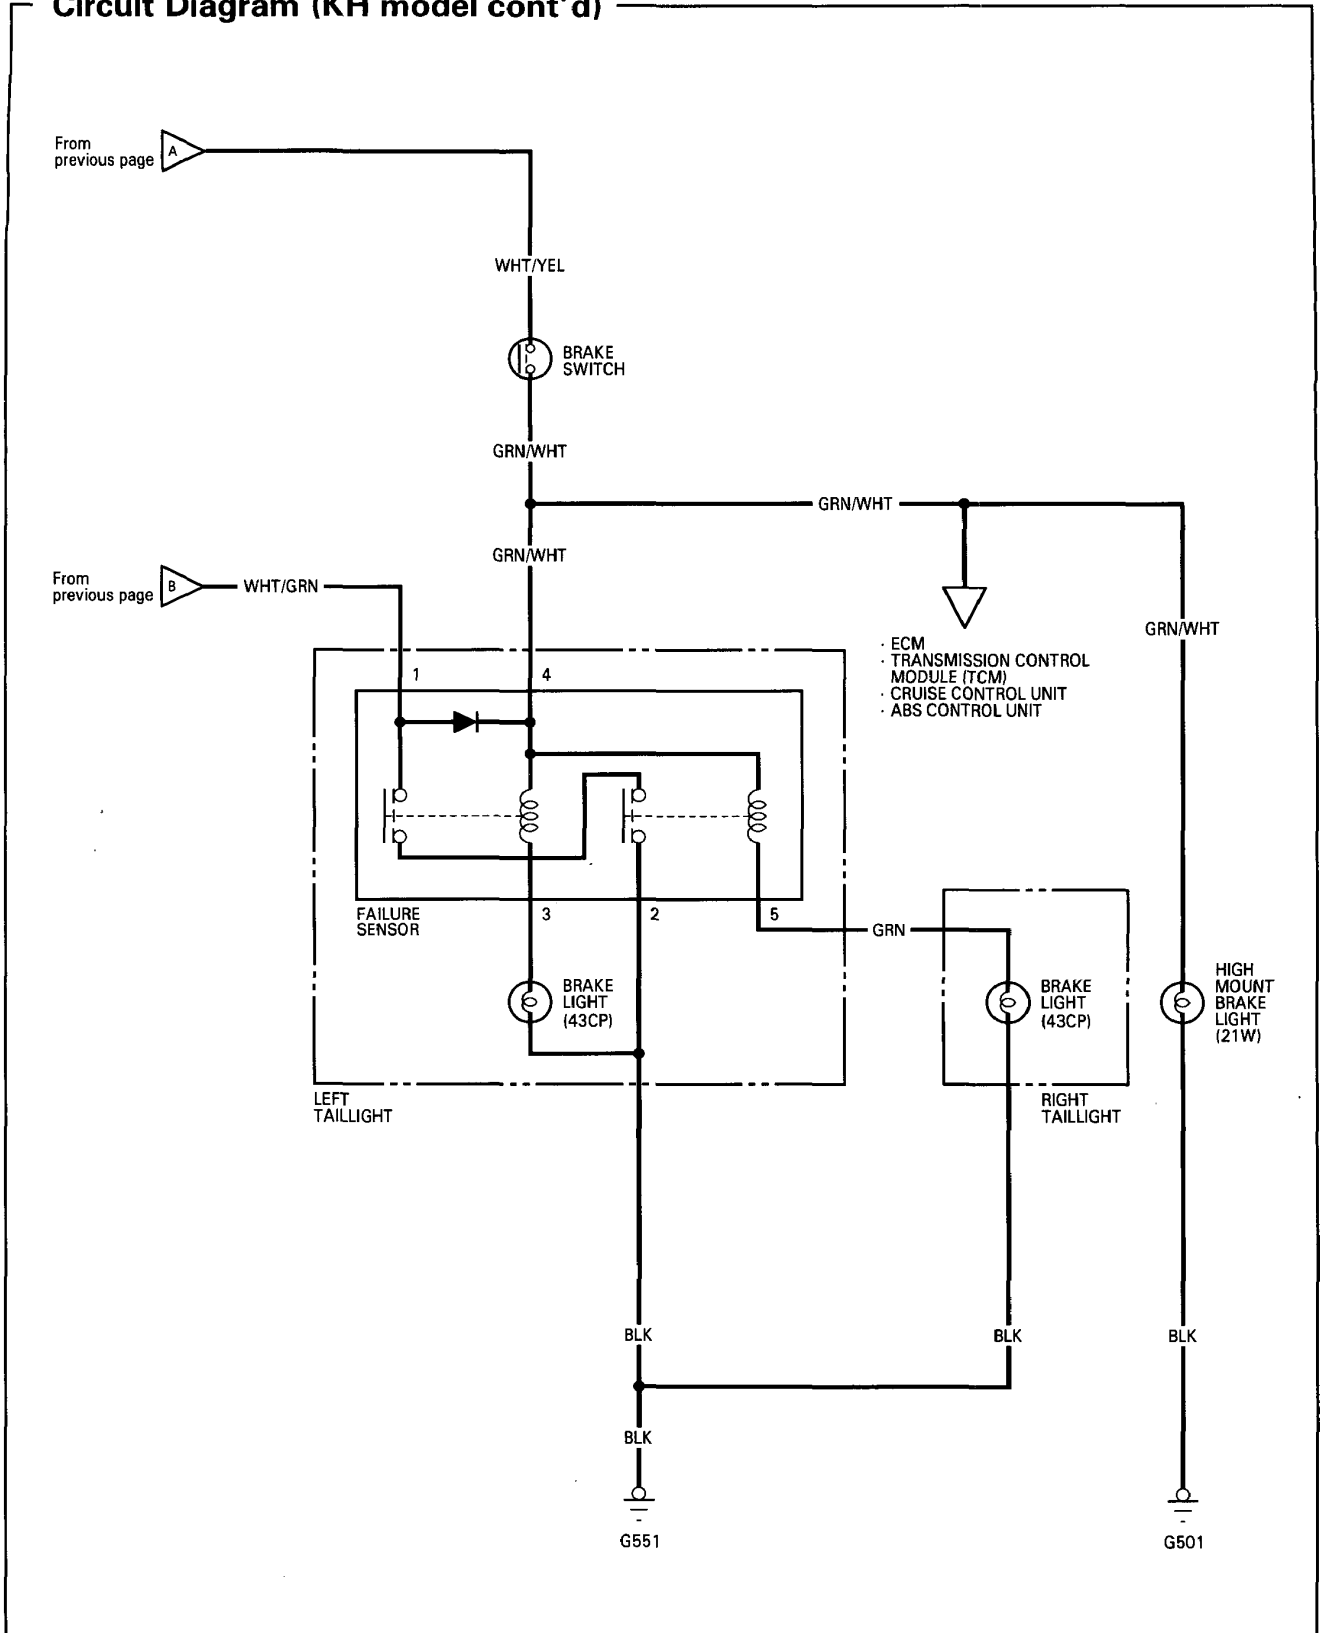 Circuit Diagram (KH model cont'd)
From
previous page
A
WHT/YEL
BRAKE
SWITCH
GRN/WHT
GRN/WHT
GRN/WHT
From
previous page
B
WHT/GRN
GRN/WHT
· ECM
· TRANSMISSION CONTROL
MODULE (TCM)
· CRUISE CONTROL UNIT
· ABS CONTROL UNIT
1
4
FAILURE
SENSOR
3
2
5
GRN
BRAKE
LIGHT
(43CP)
BRAKE
LIGHT
(43CP)
HIGH
MOUNT
BRAKE
LIGHT
(21W)
LEFT
TAILLIGHT
RIGHT
TAILLIGHT
BLK
BLK
BLK
BLK
G551
G501